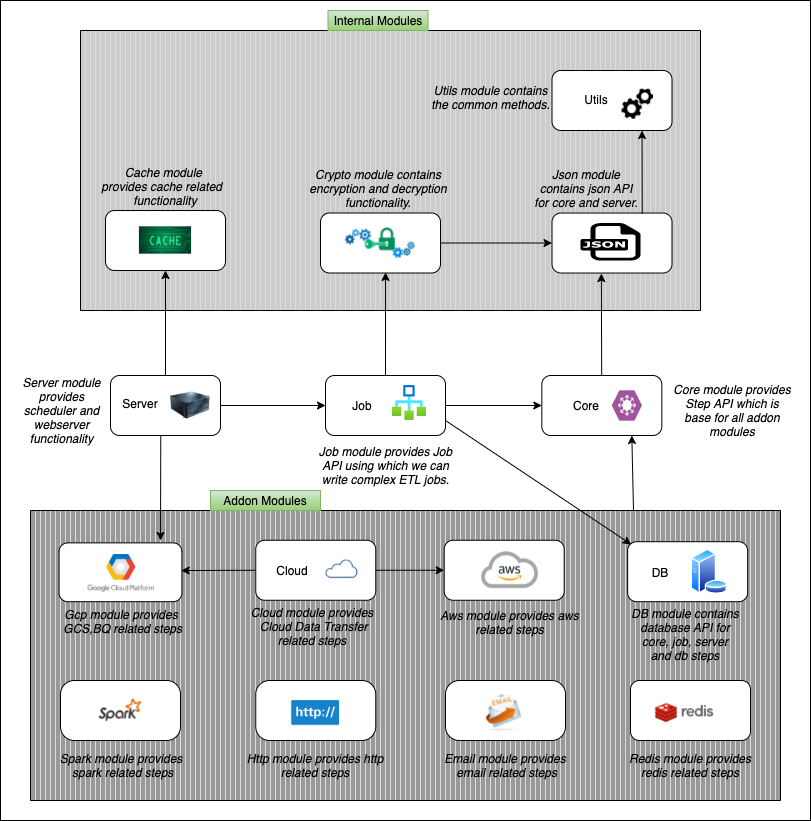 Internal Modules
Utils module contains
the common methods.
Utils
Cache module
provides cache related
functionality
Crypto module contains
encryption and decryption
functionality.
Json module
contains json API
for core and server.
CACHE
JSON
Server module
provides
scheduler and
webserver
functionality
Server
Job
Core
Core module provides
Step API which is
base for all addon
modules
Job module provides Job
API using which we can
write complex ETL jobs.
Addon Modules
Google Cloud Platform
Cloud
aws
DB
Gcp module provides
GCS,BQ related steps
Cloud module provides
Cloud Data Transfer
related steps
Aws module provides aws
related steps
DB module contains
database API for
core, job, server
and db steps
Spark
http://
EMAIL
redis
Spark module provides
spark related steps
Http module provides http
related steps
Email module provides
email related steps
Redis module provides
redis related steps